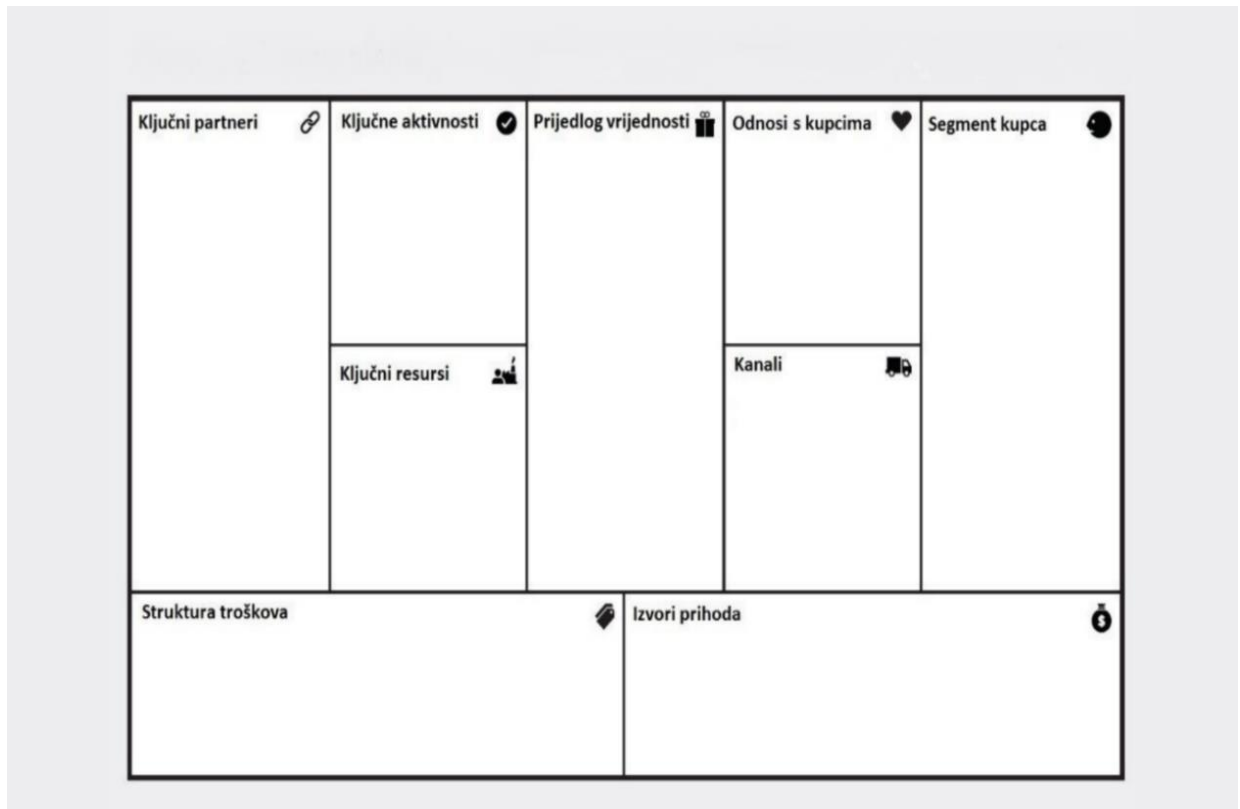 Ključni partneri
Ključne aktivnosti
Prijedlog vrijednosti
Odnosi s kupcima
Segment kupca
Ključni resursi
Kanali
Struktura troškova
Izvori prihoda
$